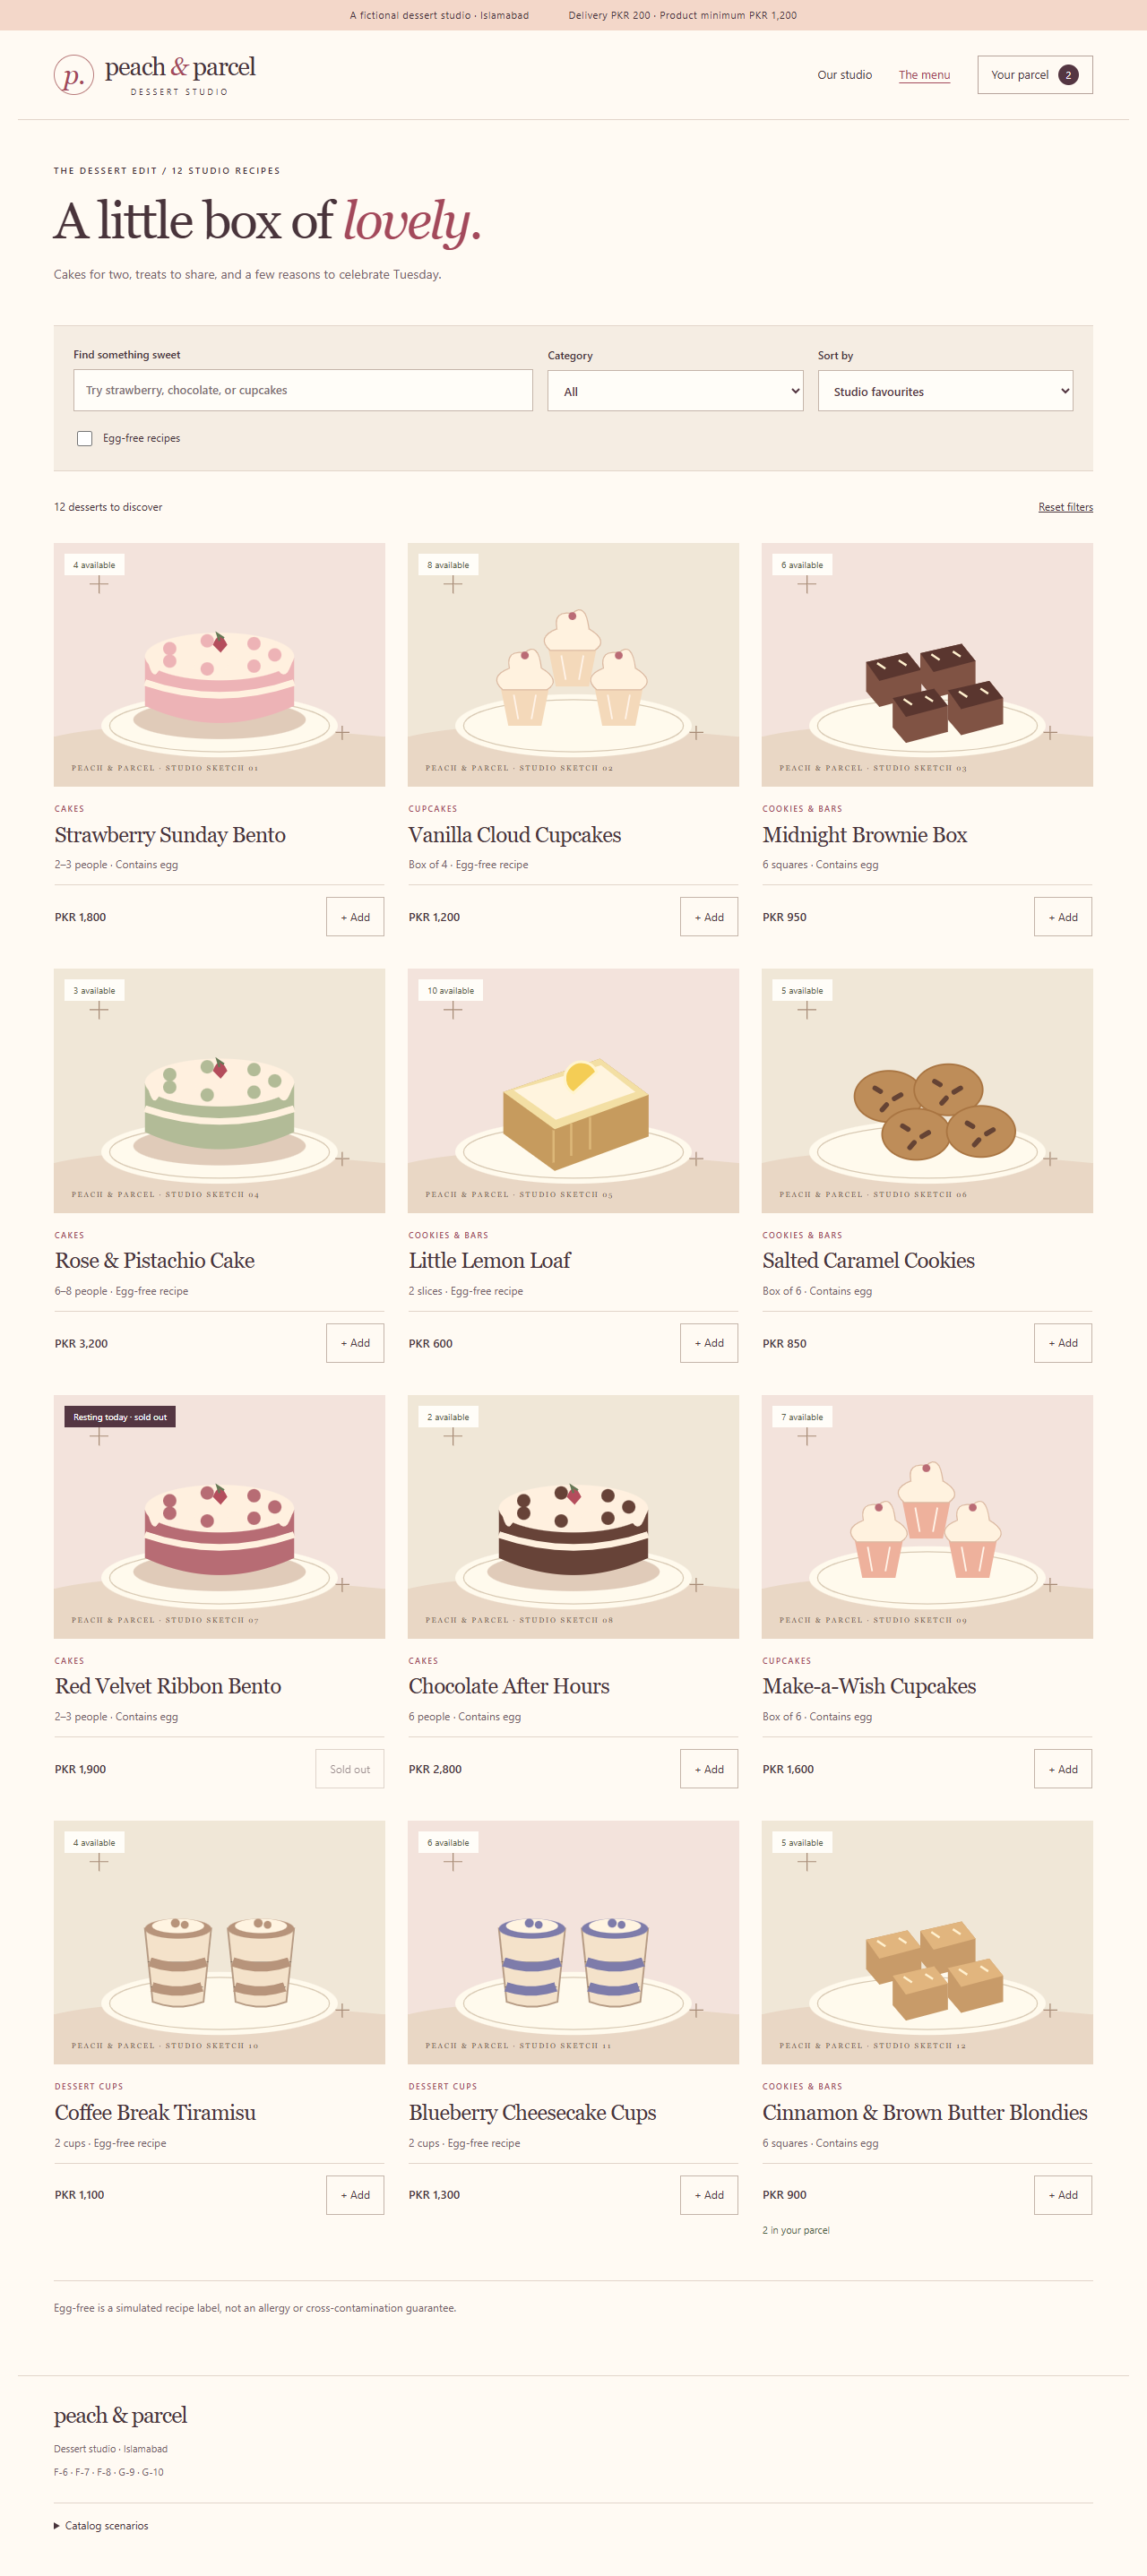 A fictional dessert studio · Islamabad
Delivery PKR 200 · Product minimum PKR 1,200
p.
peach & parcel
DESSERT STUDIO
Our studio
The menu
Your parcel 2
THE DESSERT EDIT / 12 STUDIO RECIPES
A little box of lovely.
Cakes for two, treats to share, and a few reasons to celebrate Tuesday.
Find something sweet
Category
Sort by
Try strawberry, chocolate, or cupcakes
All
Studio favourites
Egg-free recipes
12 desserts to discover
Reset filters
4 available
PEACH & PARCEL · STUDIO SKETCH 01
CAKES
Strawberry Sunday Bento
2–3 people · Contains egg
PKR 1,800
+ Add
8 available
PEACH & PARCEL · STUDIO SKETCH 02
CUPCAKES
Vanilla Cloud Cupcakes
Box of 4 · Egg-free recipe
PKR 1,200
+ Add
6 available
PEACH & PARCEL · STUDIO SKETCH 03
COOKIES & BARS
Midnight Brownie Box
6 squares · Contains egg
PKR 950
+ Add
3 available
PEACH & PARCEL · STUDIO SKETCH 04
CAKES
Rose & Pistachio Cake
6–8 people · Egg-free recipe
PKR 3,200
+ Add
10 available
PEACH & PARCEL · STUDIO SKETCH 05
COOKIES & BARS
Little Lemon Loaf
2 slices · Egg-free recipe
PKR 600
+ Add
5 available
PEACH & PARCEL · STUDIO SKETCH 06
COOKIES & BARS
Salted Caramel Cookies
Box of 6 · Contains egg
PKR 850
+ Add
Resting today · sold out
PEACH & PARCEL · STUDIO SKETCH 07
CAKES
Red Velvet Ribbon Bento
2–3 people · Contains egg
PKR 1,900
Sold out
2 available
PEACH & PARCEL · STUDIO SKETCH 08
CAKES
Chocolate After Hours
6 people · Contains egg
PKR 2,800
+ Add
7 available
PEACH & PARCEL · STUDIO SKETCH 09
CUPCAKES
Make-a-Wish Cupcakes
Box of 6 · Contains egg
PKR 1,600
+ Add
4 available
PEACH & PARCEL · STUDIO SKETCH 10
DESSERT CUPS
Coffee Break Tiramisu
2 cups · Egg-free recipe
PKR 1,100
+ Add
6 available
PEACH & PARCEL · STUDIO SKETCH 11
DESSERT CUPS
Blueberry Cheesecake Cups
2 cups · Egg-free recipe
PKR 1,300
+ Add
5 available
PEACH & PARCEL · STUDIO SKETCH 12
COOKIES & BARS
Cinnamon & Brown Butter Blondies
6 squares · Contains egg
PKR 900
+ Add
2 in your parcel
Egg-free is a simulated recipe label, not an allergy or cross-contamination guarantee.
peach & parcel
Dessert studio · Islamabad
F-6 · F-7 · F-8 · G-9 · G-10
Catalog scenarios